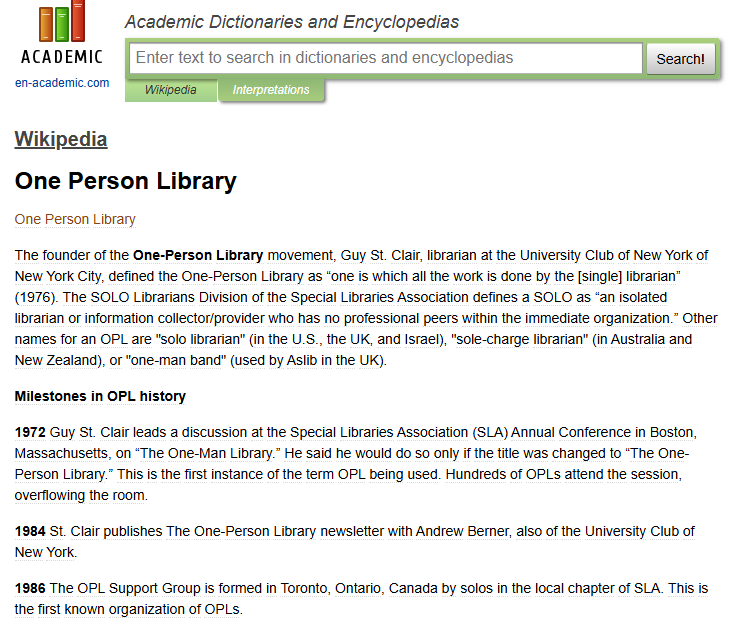 Academic Dictionaries and Encyclopedias
ACADEMIC
en-academic.com
Enter text to search in dictionaries and encyclopedias
Search!
Wikipedia
Interpretations
Wikipedia
One Person Library
One Person Library
The founder of the One-Person Library movement, Guy St. Clair, librarian at the University Club of New York of
New York City, defined the One-Person Library as “one is which all the work is done by the [single] librarian”
(1976). The SOLO Librarians Division of the Special Libraries Association defines a SOLO as “an isolated
librarian or information collector/provider who has no professional peers within the immediate organization.” Other
names for an OPL are "solo librarian" (in the U.S., the UK, and Israel), "sole-charge librarian" (in Australia and
New Zealand), or "one-man band" (used by Aslib in the UK).
Milestones in OPL history
1972 Guy St. Clair leads a discussion at the Special Libraries Association (SLA) Annual Conference in Boston,
Massachusetts, on “The One-Man Library.” He said he would do so only if the title was changed to “The One-
Person Library.” This is the first instance of the term OPL being used. Hundreds of OPLs attend the session,
overflowing the room.
1984 St. Clair publishes The One-Person Library newsletter with Andrew Berner, also of the University Club of
New York.
1986 The OPL Support Group is formed in Toronto, Ontario, Canada by solos in the local chapter of SLA. This is
the first known organization of OPLs.